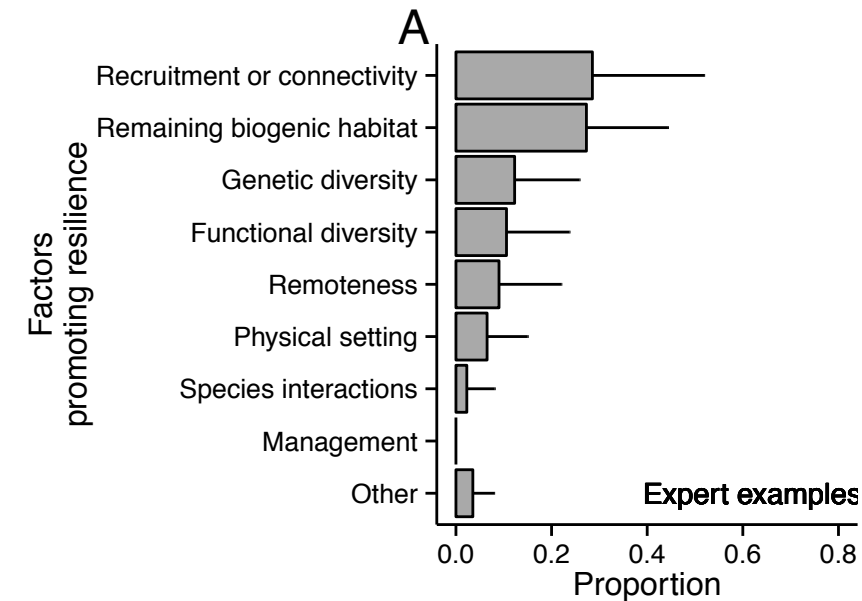 A
Factors
promoting resilience
Recruitment or connectivity
Remaining biogenic habitat
Genetic diversity
Functional diversity
Remoteness
Physical setting
Species interactions
Management
Other
Expert examples
0.0 0.2 0.4 0.6 0.8
Proportion